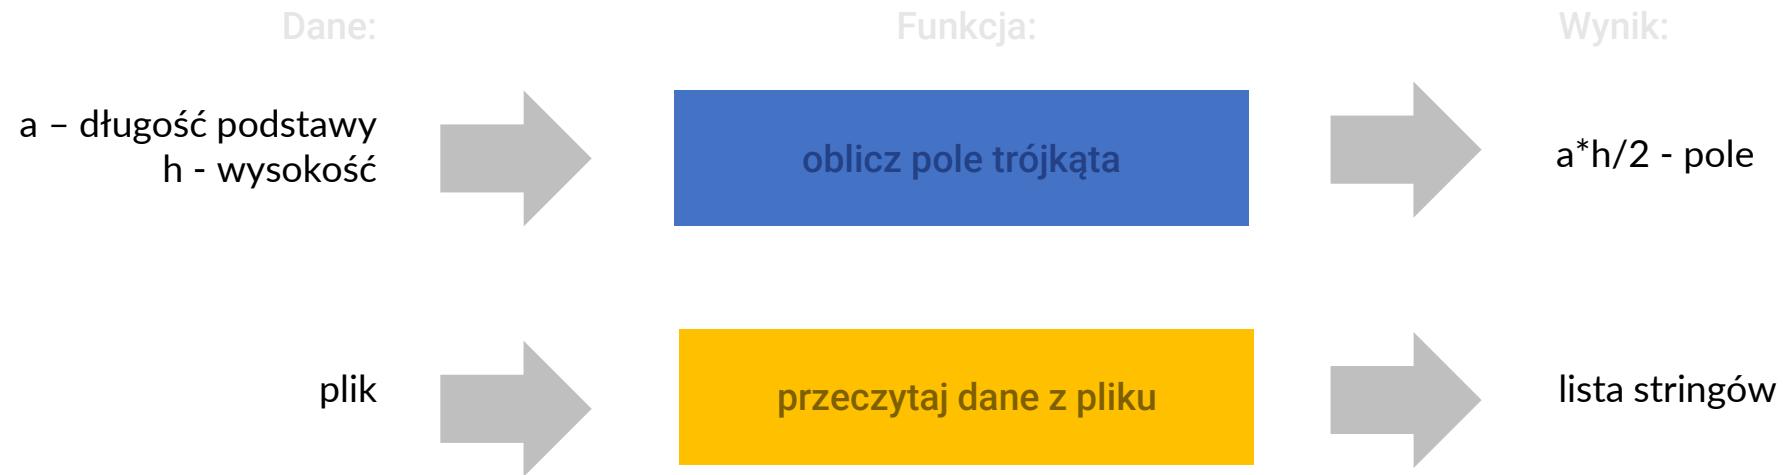 Dane:
Funkcja:
Wynik:
a – długość podstawy
h - wysokość
oblicz pole trójkąta
a*h/2 - pole
plik
przeczytaj dane z pliku
lista stringów